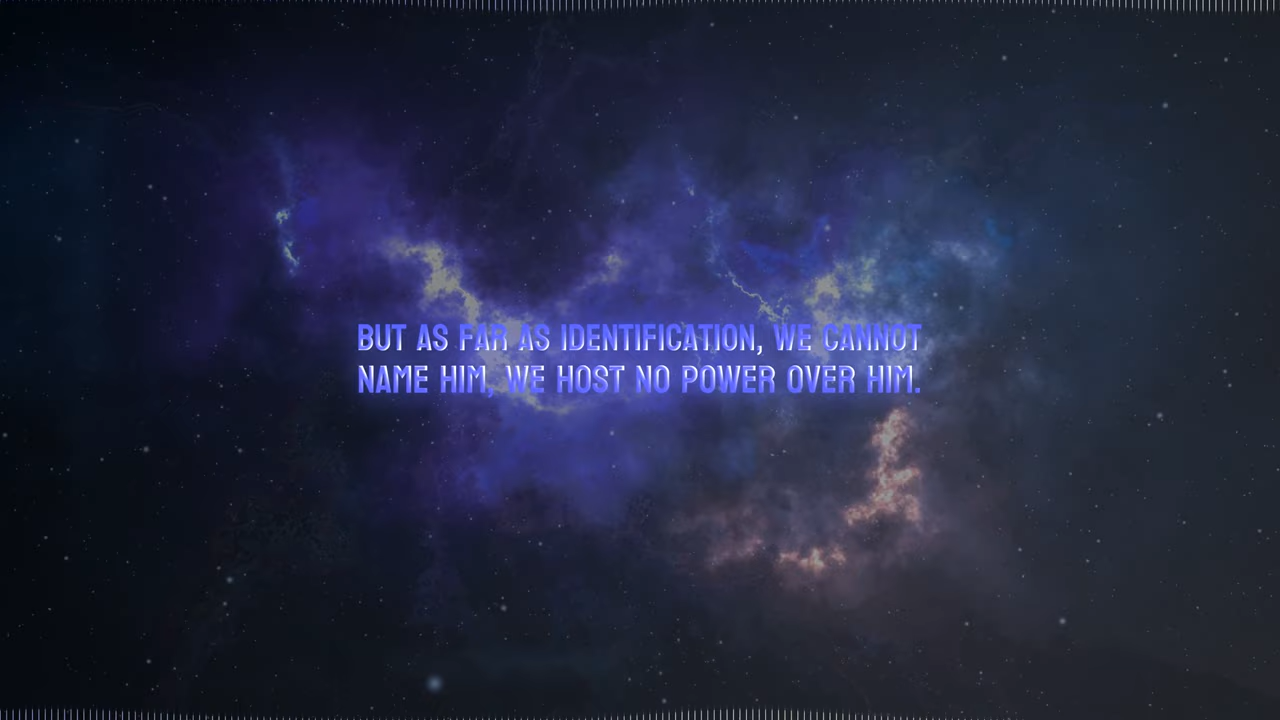 BUT AS FAR AS IDENTIFICATION, WE CANNOT
NAME HIM, WE HOST NO POWER OVER HIM.